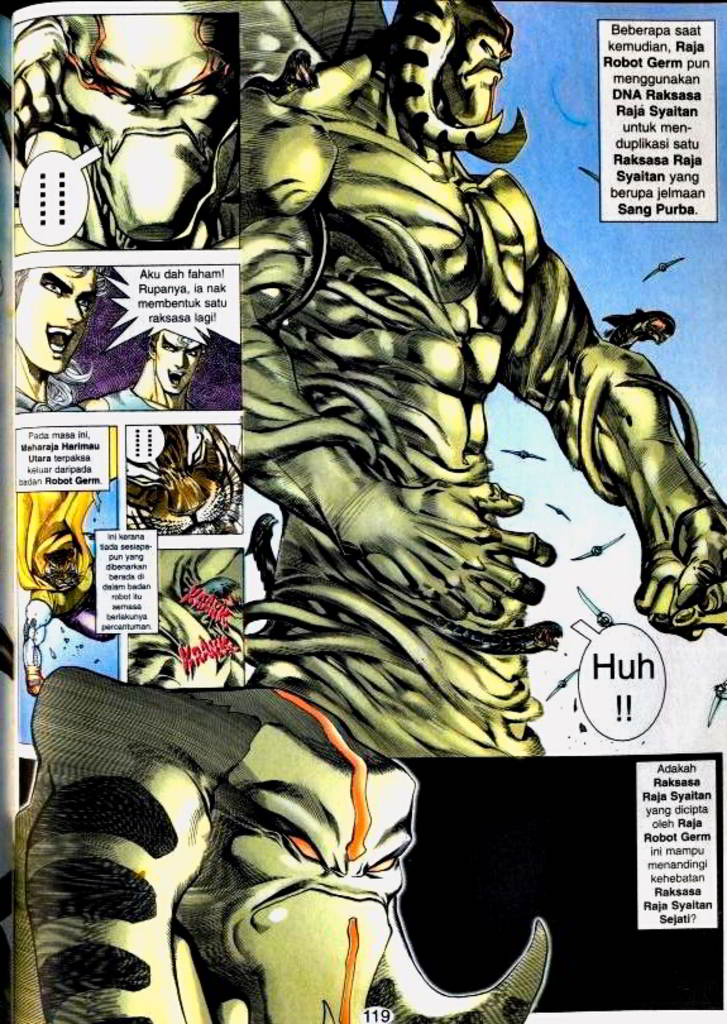 Beberapa saat
kemudian, Raja
Robot Germ pun
menggunakan
DNA Raksasa
Raja Syaitan
untuk men-
duplikasi satu
Raksasa Raja
Syaitan yang
berupa jelmaan
Sang Purba.
Aku dah faham!
Rupanya, ia nak
membentuk satu
raksasa lagi!
Pada masa ini,
Maharaja Harimau
Utara terpaksa
keluar daripada
badan Robot Germ.
Ini kerana
tiada sesiapa-
pun yang
dibenarkan
berada di
dalam badan
robot itu
semasa
berlakunya
percantuman.
KRAKK
KRAKK
Huh
!!
Adakah
Raksasa
Raja Syaitan
yang dicipta
oleh Raja
Robot Germ
ini mampu
menandingi
kehebatan
Raksasa
Raja Syaitan
Sejati?
119